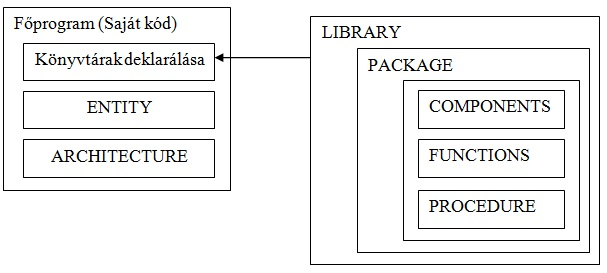 Főprogram (Saját kód)
Könyvtárak deklarálása
ENTITY
ARCHITECTURE
LIBRARY
PACKAGE
COMPONENTS
FUNCTIONS
PROCEDURE